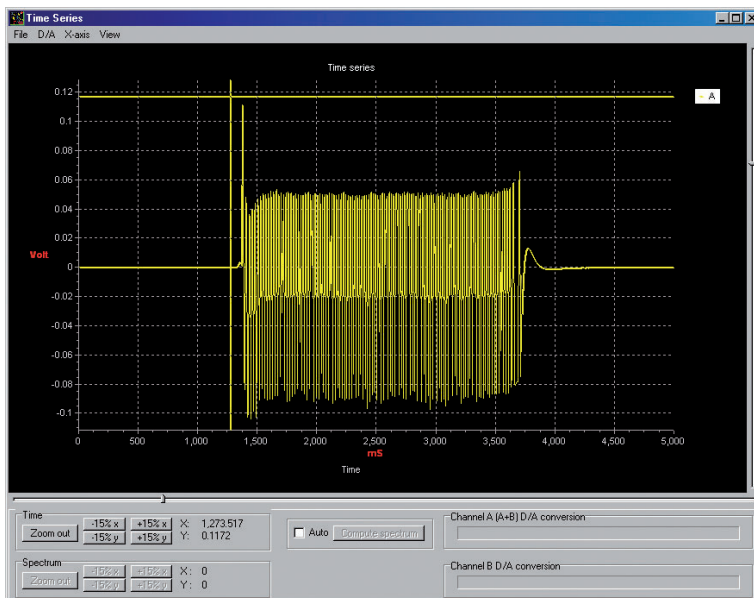 Time Series
File D/A X-axis View
Time series
0.12
0.1
0.08
0.06
0.04
0.02
0
-0.02
-0.04
-0.06
-0.08
-0.1
Volt
A
0 500 1,000 1,500 2,000 2,500 3,000 3,500 4,000 4,500 5,000
mS
Time
Time
Zoom out -15% x +15% x X: 1,273.517
-15% y +15% y Y: 0.1172
Auto Compute spectrum
Channel A (A+B) D/A conversion
Spectrum
Zoom out -15% x +15% x X: 0
-15% y +15% y Y: 0
Channel B D/A conversion